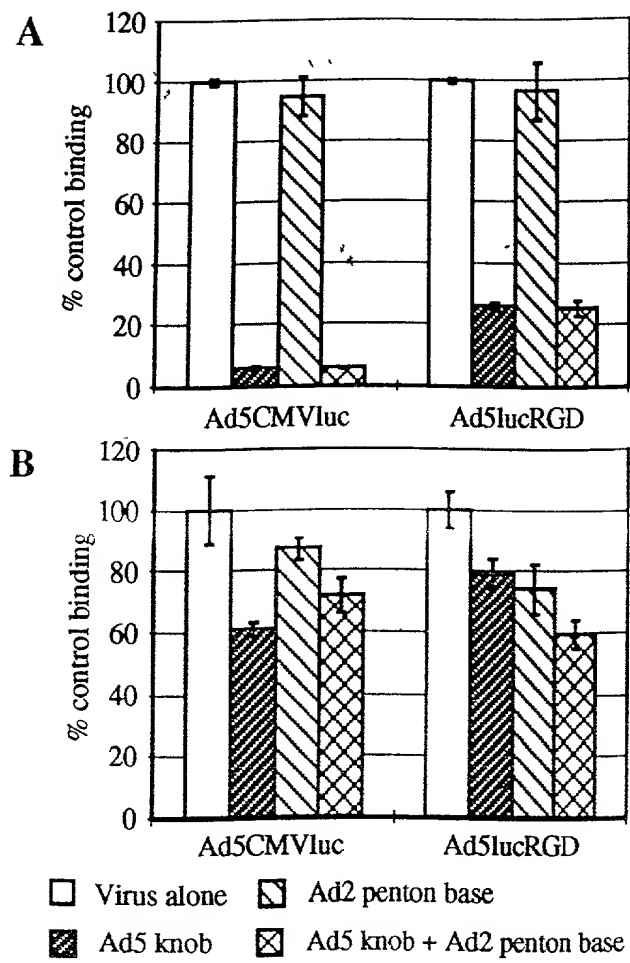 A
120
100
80
60
40
20
0
% control binding
Ad5CMVluc
Ad5lucRGD
B
120
100
80
60
40
20
0
% control binding
Ad5CMVluc
Ad5lucRGD
Virus alone
Ad2 penton base
Ad5 knob
Ad5 knob + Ad2 penton base